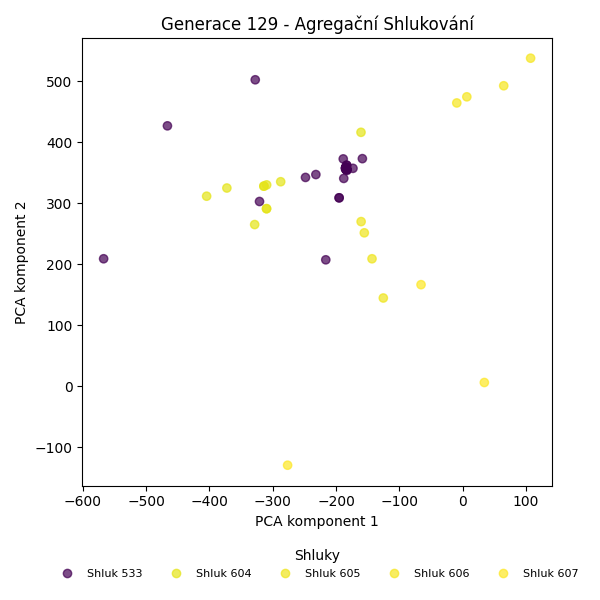 Generace 129 - Agregační Shlukování
500
400
300
200
100
0
−100
PCA komponent 2
−600 −500 −400 −300 −200 −100 0 100
PCA komponent 1
Shluky
Shluk 533 Shluk 604 Shluk 605 Shluk 606 Shluk 607